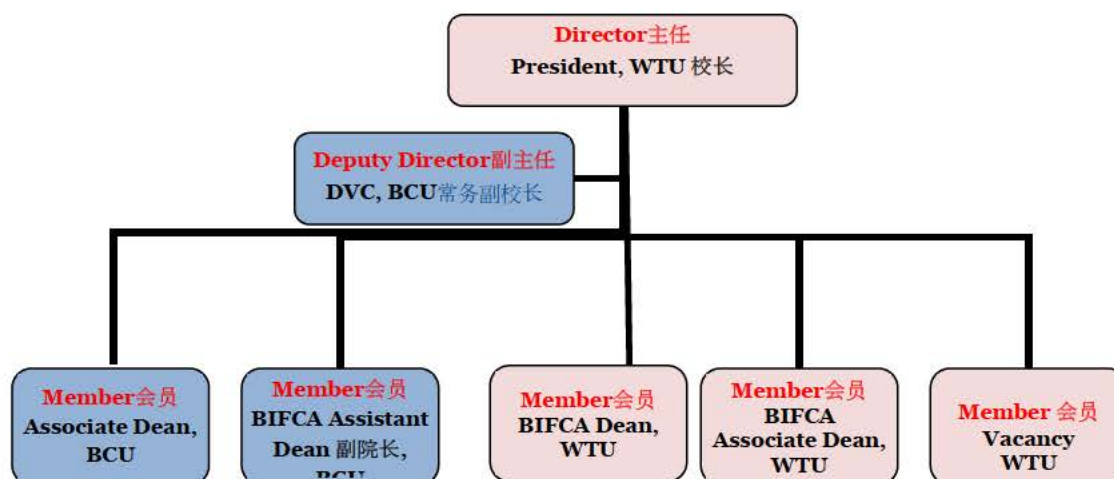 Director主任
President, WTU 校长
Deputy Director副主任
DVC, BCU常务副校长
Member会员
Associate Dean,
BCU
Member会员
BIFCA Assistant
Dean 副院长,
BCU
Member会员
BIFCA Dean,
WTU
Member会员
BIFCA
Associate Dean,
WTU
Member 会员
Vacancy
WTU